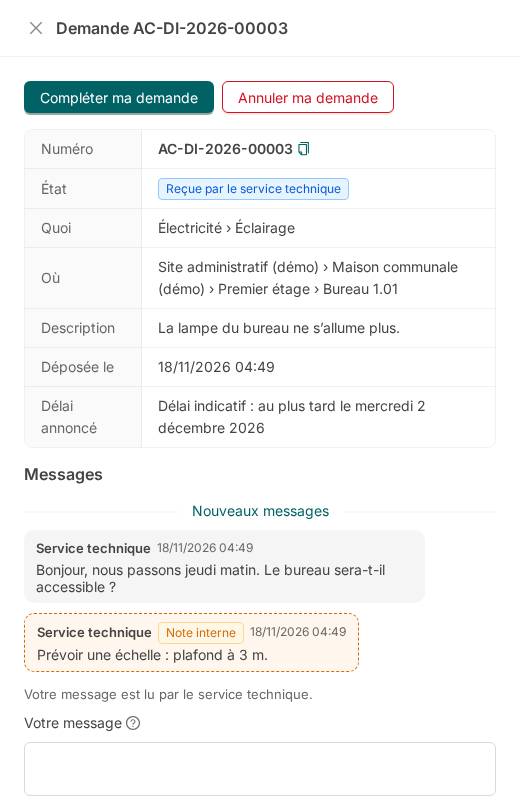 Demande AC-DI-2026-00003
Compléter ma demande
Annuler ma demande
Numéro
AC-DI-2026-00003
État
Reçue par le service technique
Quoi
Électricité › Éclairage
Où
Site administratif (démo) › Maison communale
(démo) › Premier étage › Bureau 1.01
Description
La lampe du bureau ne s’allume plus.
Déposée le
18/11/2026 04:49
Délai
annoncé
Délai indicatif : au plus tard le mercredi 2
décembre 2026
Messages
Nouveaux messages
Service technique 18/11/2026 04:49
Bonjour, nous passons jeudi matin. Le bureau sera-t-il
accessible ?
Service technique Note interne 18/11/2026 04:49
Prévoir une échelle : plafond à 3 m.
Votre message est lu par le service technique.
Votre message